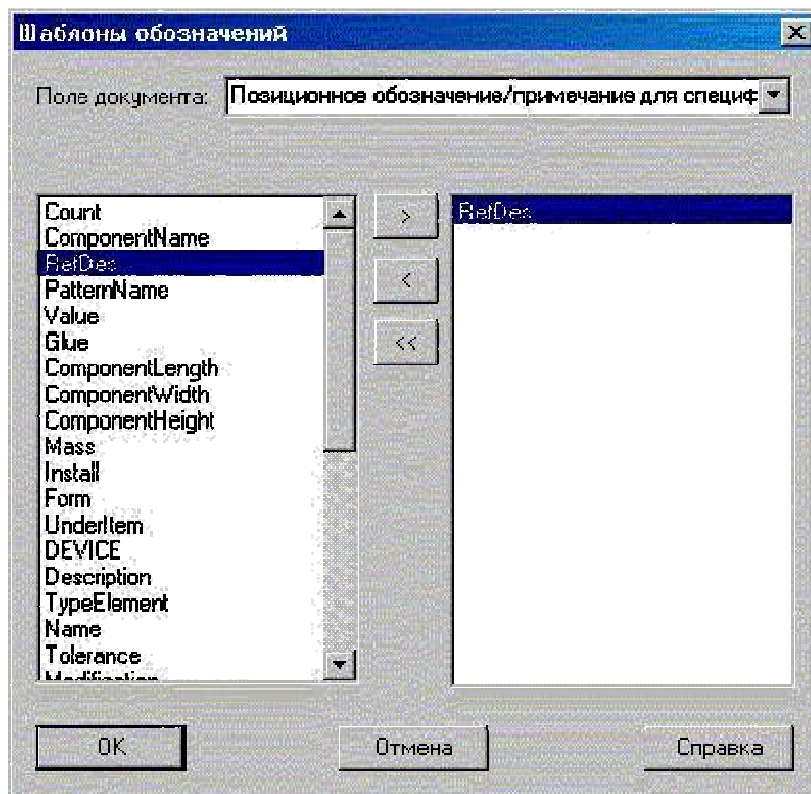 Шаблоны обозначений
Поле документа: Позиционное обозначение/примечание для специф
Count
ComponentName
RefDes
PatternName
Value
Glue
ComponentLength
ComponentWidth
ComponentHeight
Mass
Install
Form
UnderItem
DEVICE
Description
TypeElement
Name
Tolerance
Modification
>
<
<<
RefDes
OK
Отмена
Справка